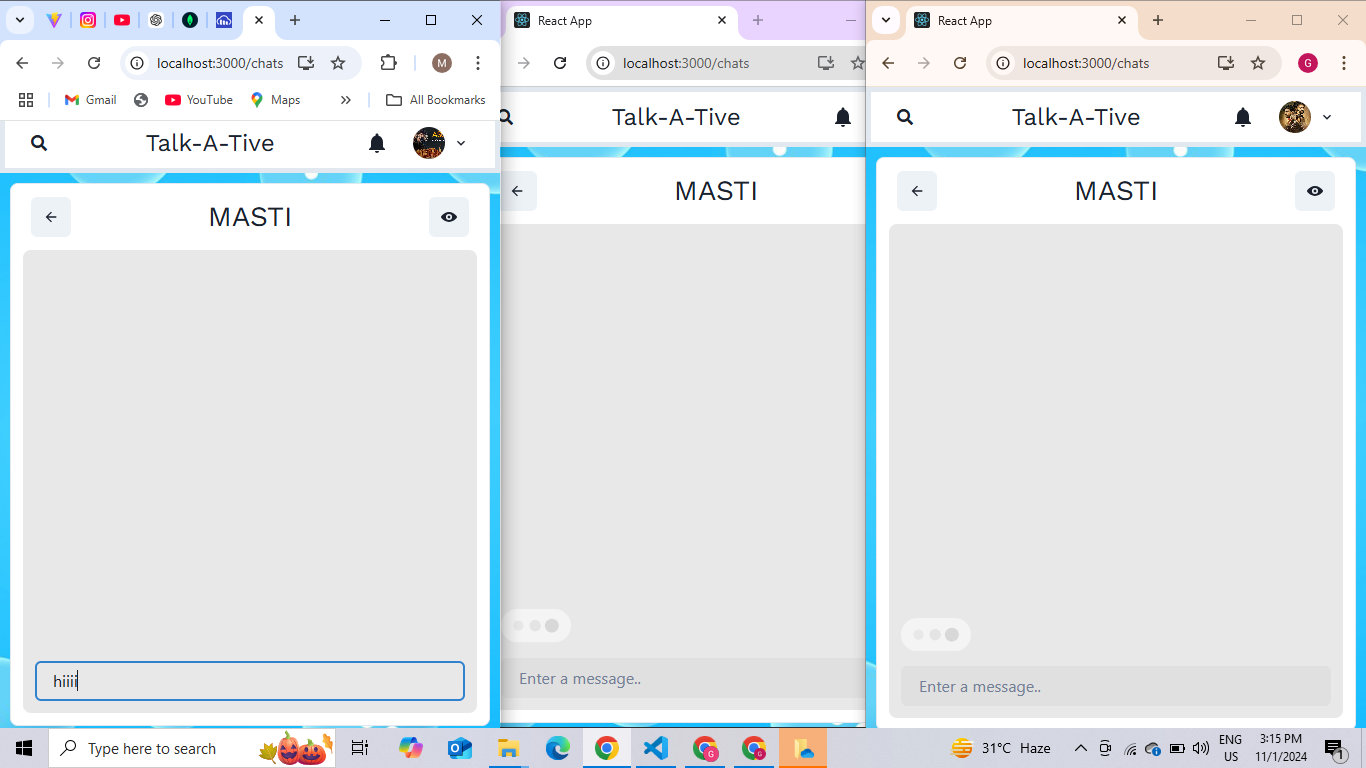 React App
React App
localhost:3000/chats
M
localhost:3000/chats
localhost:3000/chats
G
Gmail
YouTube
Maps
All Bookmarks
Talk-A-Tive
Talk-A-Tive
Talk-A-Tive
MASTI
MASTI
MASTI
hiiii
Enter a message..
Enter a message..
Type here to search
G
G
31°C Haze
ENG
US
3:15 PM
11/1/2024
1